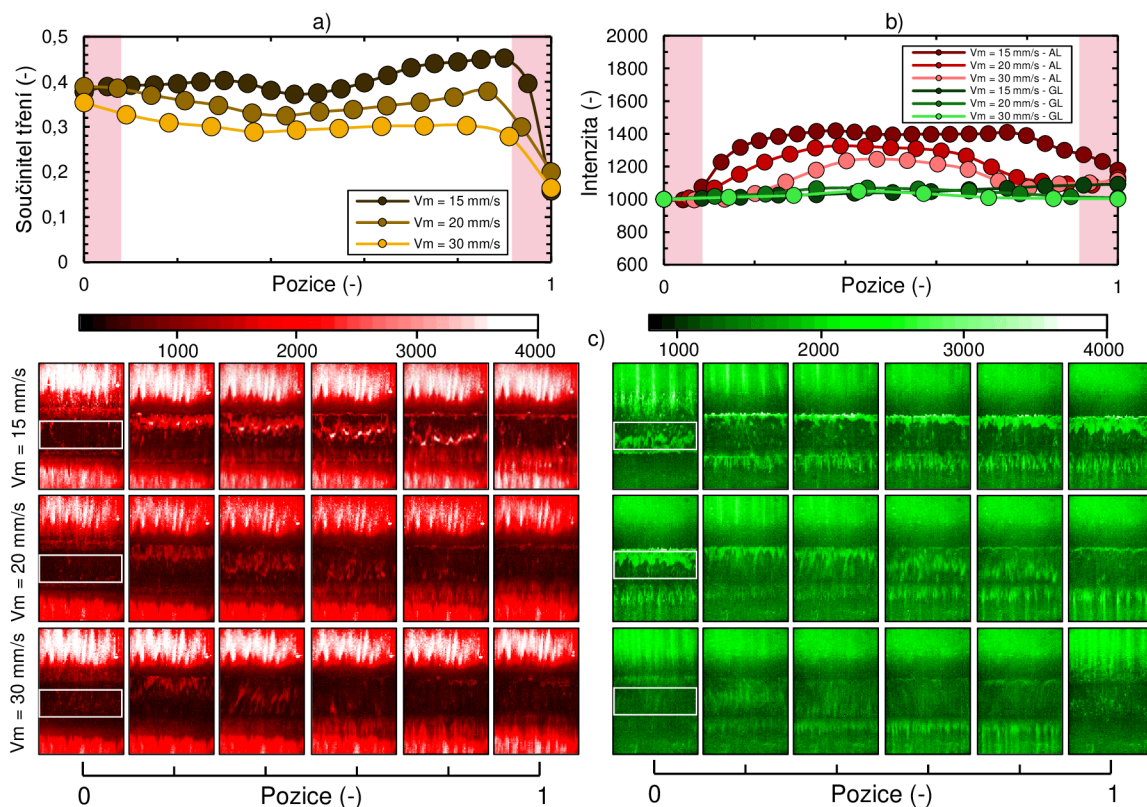 a)
Součinitel tření (-)
0,5
0,4
0,3
0,2
0,1
0
Vm = 15 mm/s
Vm = 20 mm/s
Vm = 30 mm/s
0 Pozice (-) 1
b)
Intenzita (-)
2000
1800
1600
1400
1200
1000
800
600
Vm = 15 mm/s - AL
Vm = 20 mm/s - AL
Vm = 30 mm/s - AL
Vm = 15 mm/s - GL
Vm = 20 mm/s - GL
Vm = 30 mm/s - GL
0 Pozice (-) 1
c)
1000 2000 3000 4000
1000 2000 3000 4000
Vm = 15 mm/s
Vm = 20 mm/s
Vm = 30 mm/s
0 Pozice (-) 1
0 Pozice (-) 1